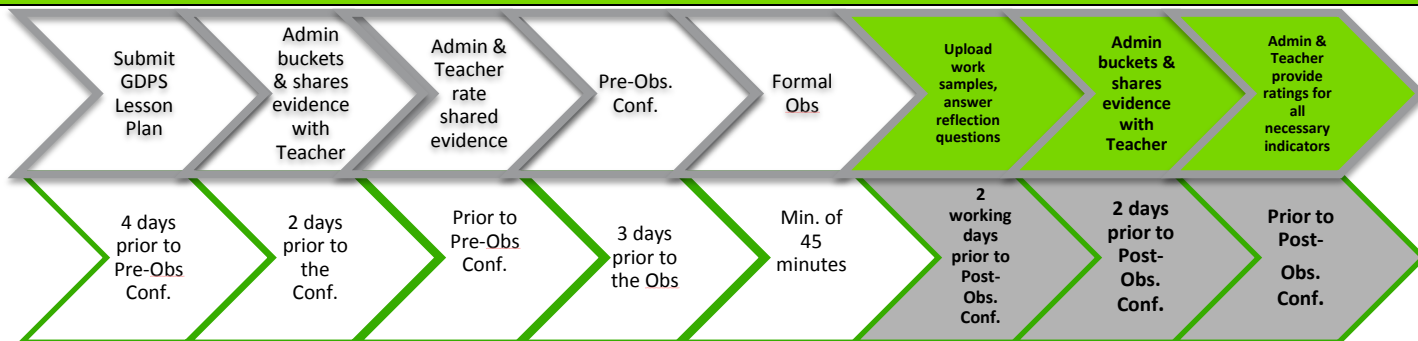 Submit
GDPS
Lesson
Plan
Admin
buckets
& shares
evidence
with
Teacher
Admin &
Teacher
rate
shared
evidence
Pre-Obs.
Conf.
Formal
Obs
Upload
work
samples,
answer
reflection
questions
Admin
buckets &
shares
evidence
with
Teacher
Admin &
Teacher
provide
ratings for
all
necessary
indicators
4 days
prior to
Pre-Obs
Conf.
2 days
prior to
the
Conf.
Prior to
Pre-Obs
Conf.
3 days
prior to
the Obs
Min. of
45
minutes
2
working
days
prior to
Post-
Obs.
Conf.
2 days
prior to
Post-
Obs.
Conf.
Prior to
Post-
Obs.
Conf.